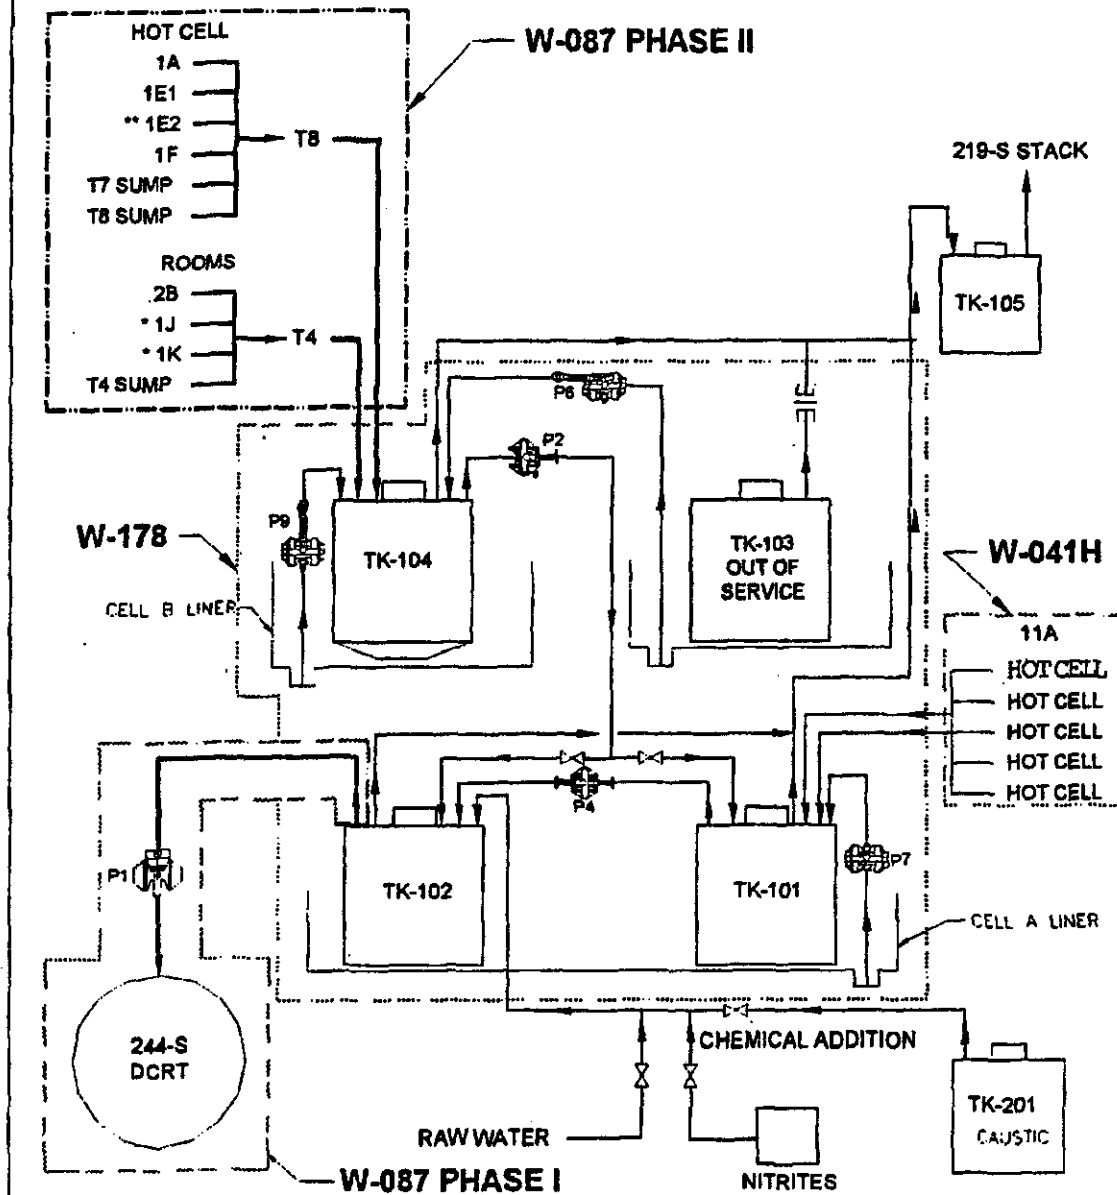 HOT CELL
W-087 PHASE II
1A
1E1
** 1E2
1F
T7 SUMP
T8 SUMP
T8
219-S STACK
ROOMS
2B
* 1J
* 1K
T4 SUMP
T4
TK-105
P6
P2
P9
W-178
TK-104
TK-103
OUT OF
SERVICE
W-041H
CELL B LINER
11A
HOT CELL
HOT CELL
HOT CELL
HOT CELL
HOT CELL
P4
P1
TK-102
TK-101
P7
CELL A LINER
244-S
DCRT
CHEMICAL ADDITION
TK-201
CAUSTIC
RAW WATER
NITRITES
W-087 PHASE I